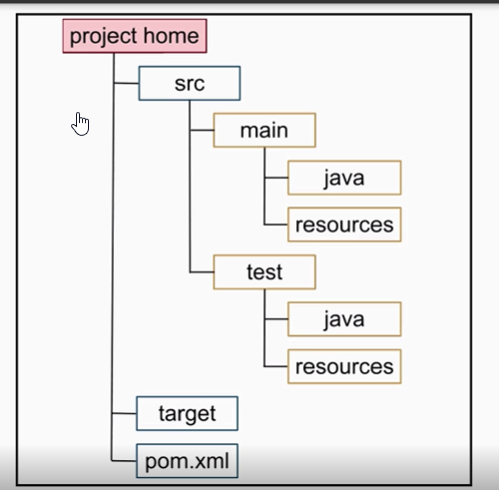 project home
src
main
java
resources
test
java
resources
target
pom.xml